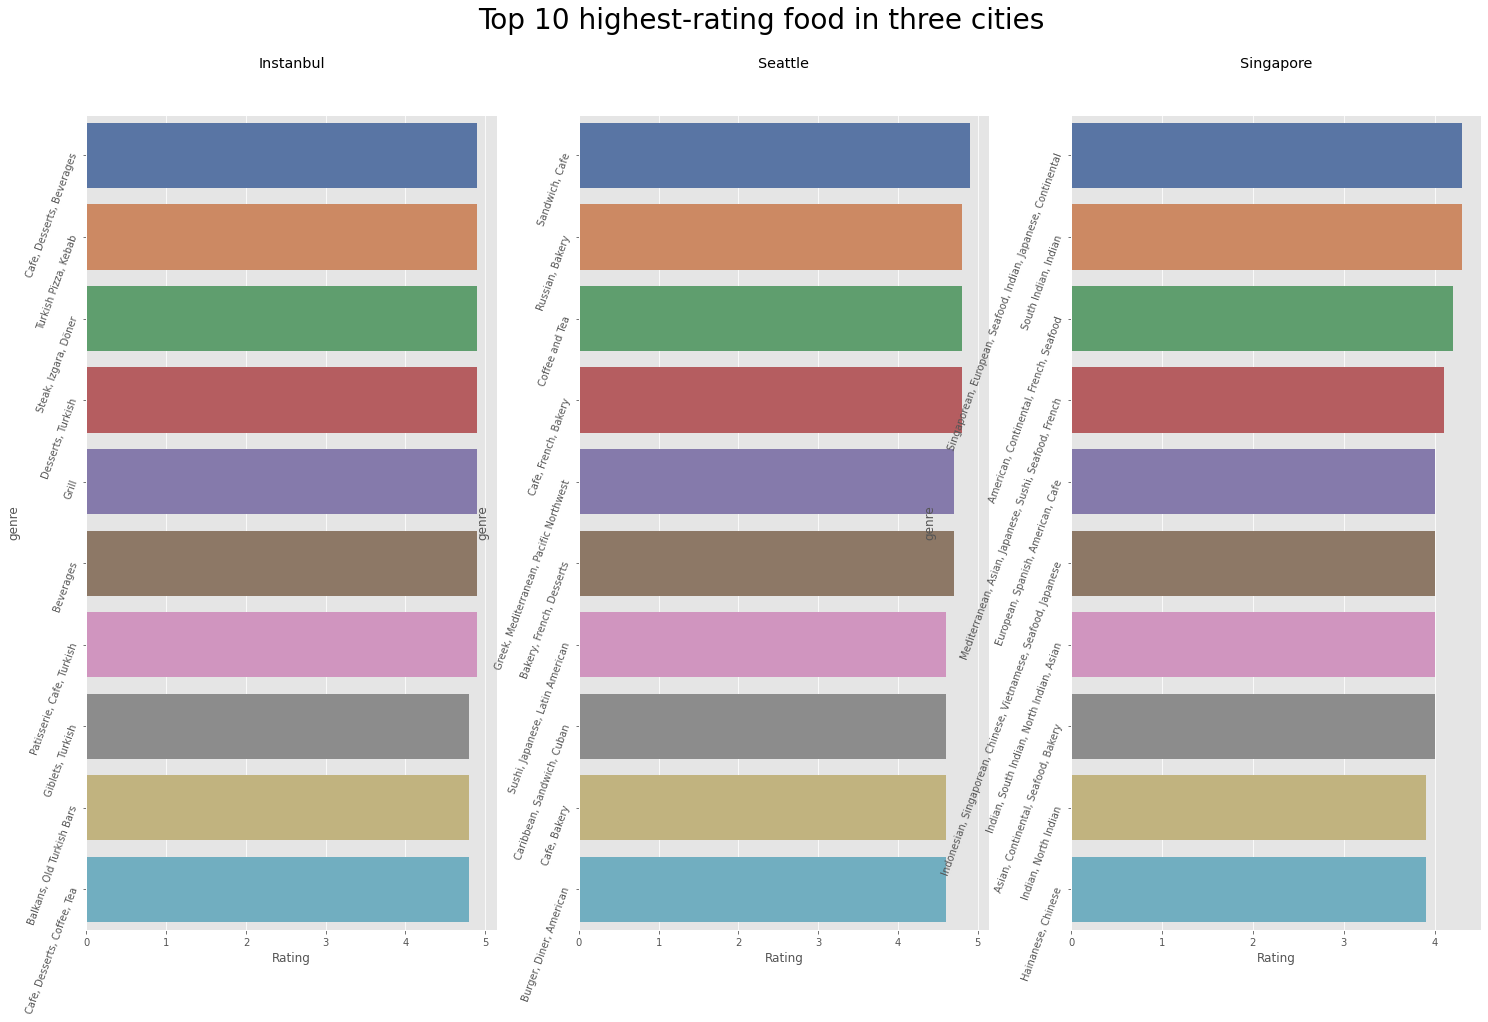 Top 10 highest-rating food in three cities
Instanbul
Cafe, Desserts, Beverages
Turkish Pizza, Kebab
Steak, Izgara, Döner
Desserts, Turkish
Grill
Beverages
Patisserie, Cafe, Turkish
Giblets, Turkish
Balkans, Old Turkish Bars
Cafe, Desserts, Coffee, Tea
genre
0 1 2 3 4 5
Rating
Seattle
Sandwich, Cafe
Russian, Bakery
Coffee and Tea
Cafe, French, Bakery
Greek, Mediterranean, Pacific Northwest
Bakery, French, Desserts
Sushi, Japanese, Latin American
Caribbean, Sandwich, Cuban
Cafe, Bakery
Burger, Diner, American
genre
0 1 2 3 4 5
Rating
Singapore
Singaporean, European, Seafood, Indian, Japanese, Continental
South Indian, Indian
American, Continental, French, Seafood
Mediterranean, Asian, Japanese, Sushi, Seafood, French
European, Spanish, American, Cafe
Indonesian, Singaporean, Chinese, Vietnamese, Seafood, Japanese
Indian, South Indian, North Indian, Asian
Asian, Continental, Seafood, Bakery
Indian, North Indian
Hainanese, Chinese
genre
0 1 2 3 4
Rating